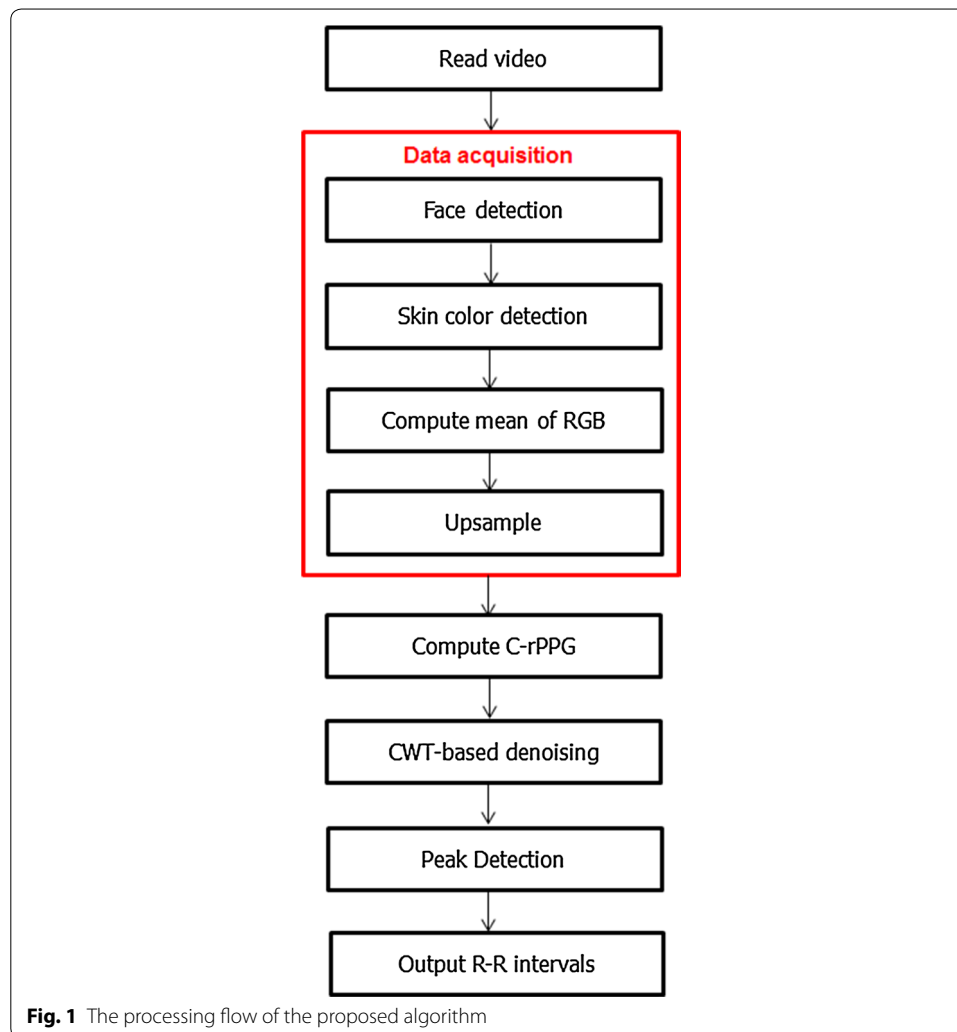 Read video
Data acquisition
Face detection
Skin color detection
Compute mean of RGB
Upsample
Compute C-rPPG
CWT-based denoising
Peak Detection
Output R-R intervals
Fig. 1 The processing flow of the proposed algorithm